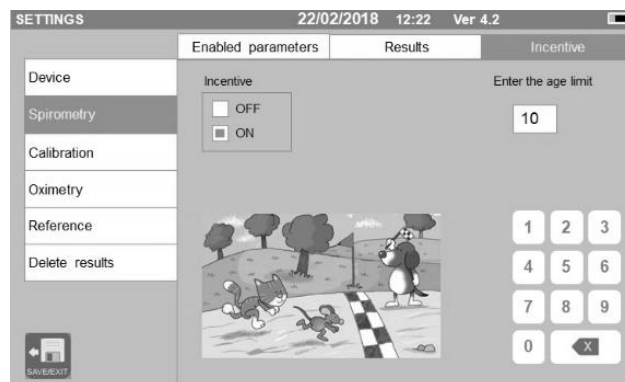 SETTINGS 22/02/2018 12:22 Ver 4.2
Enabled parameters Results Incentive
Device
Spirometry
Calibration
Oximetry
Reference
Delete results
SAVE/EXIT
Incentive
OFF
ON
Enter the age limit
10
1 2 3
4 5 6
7 8 9
0 X